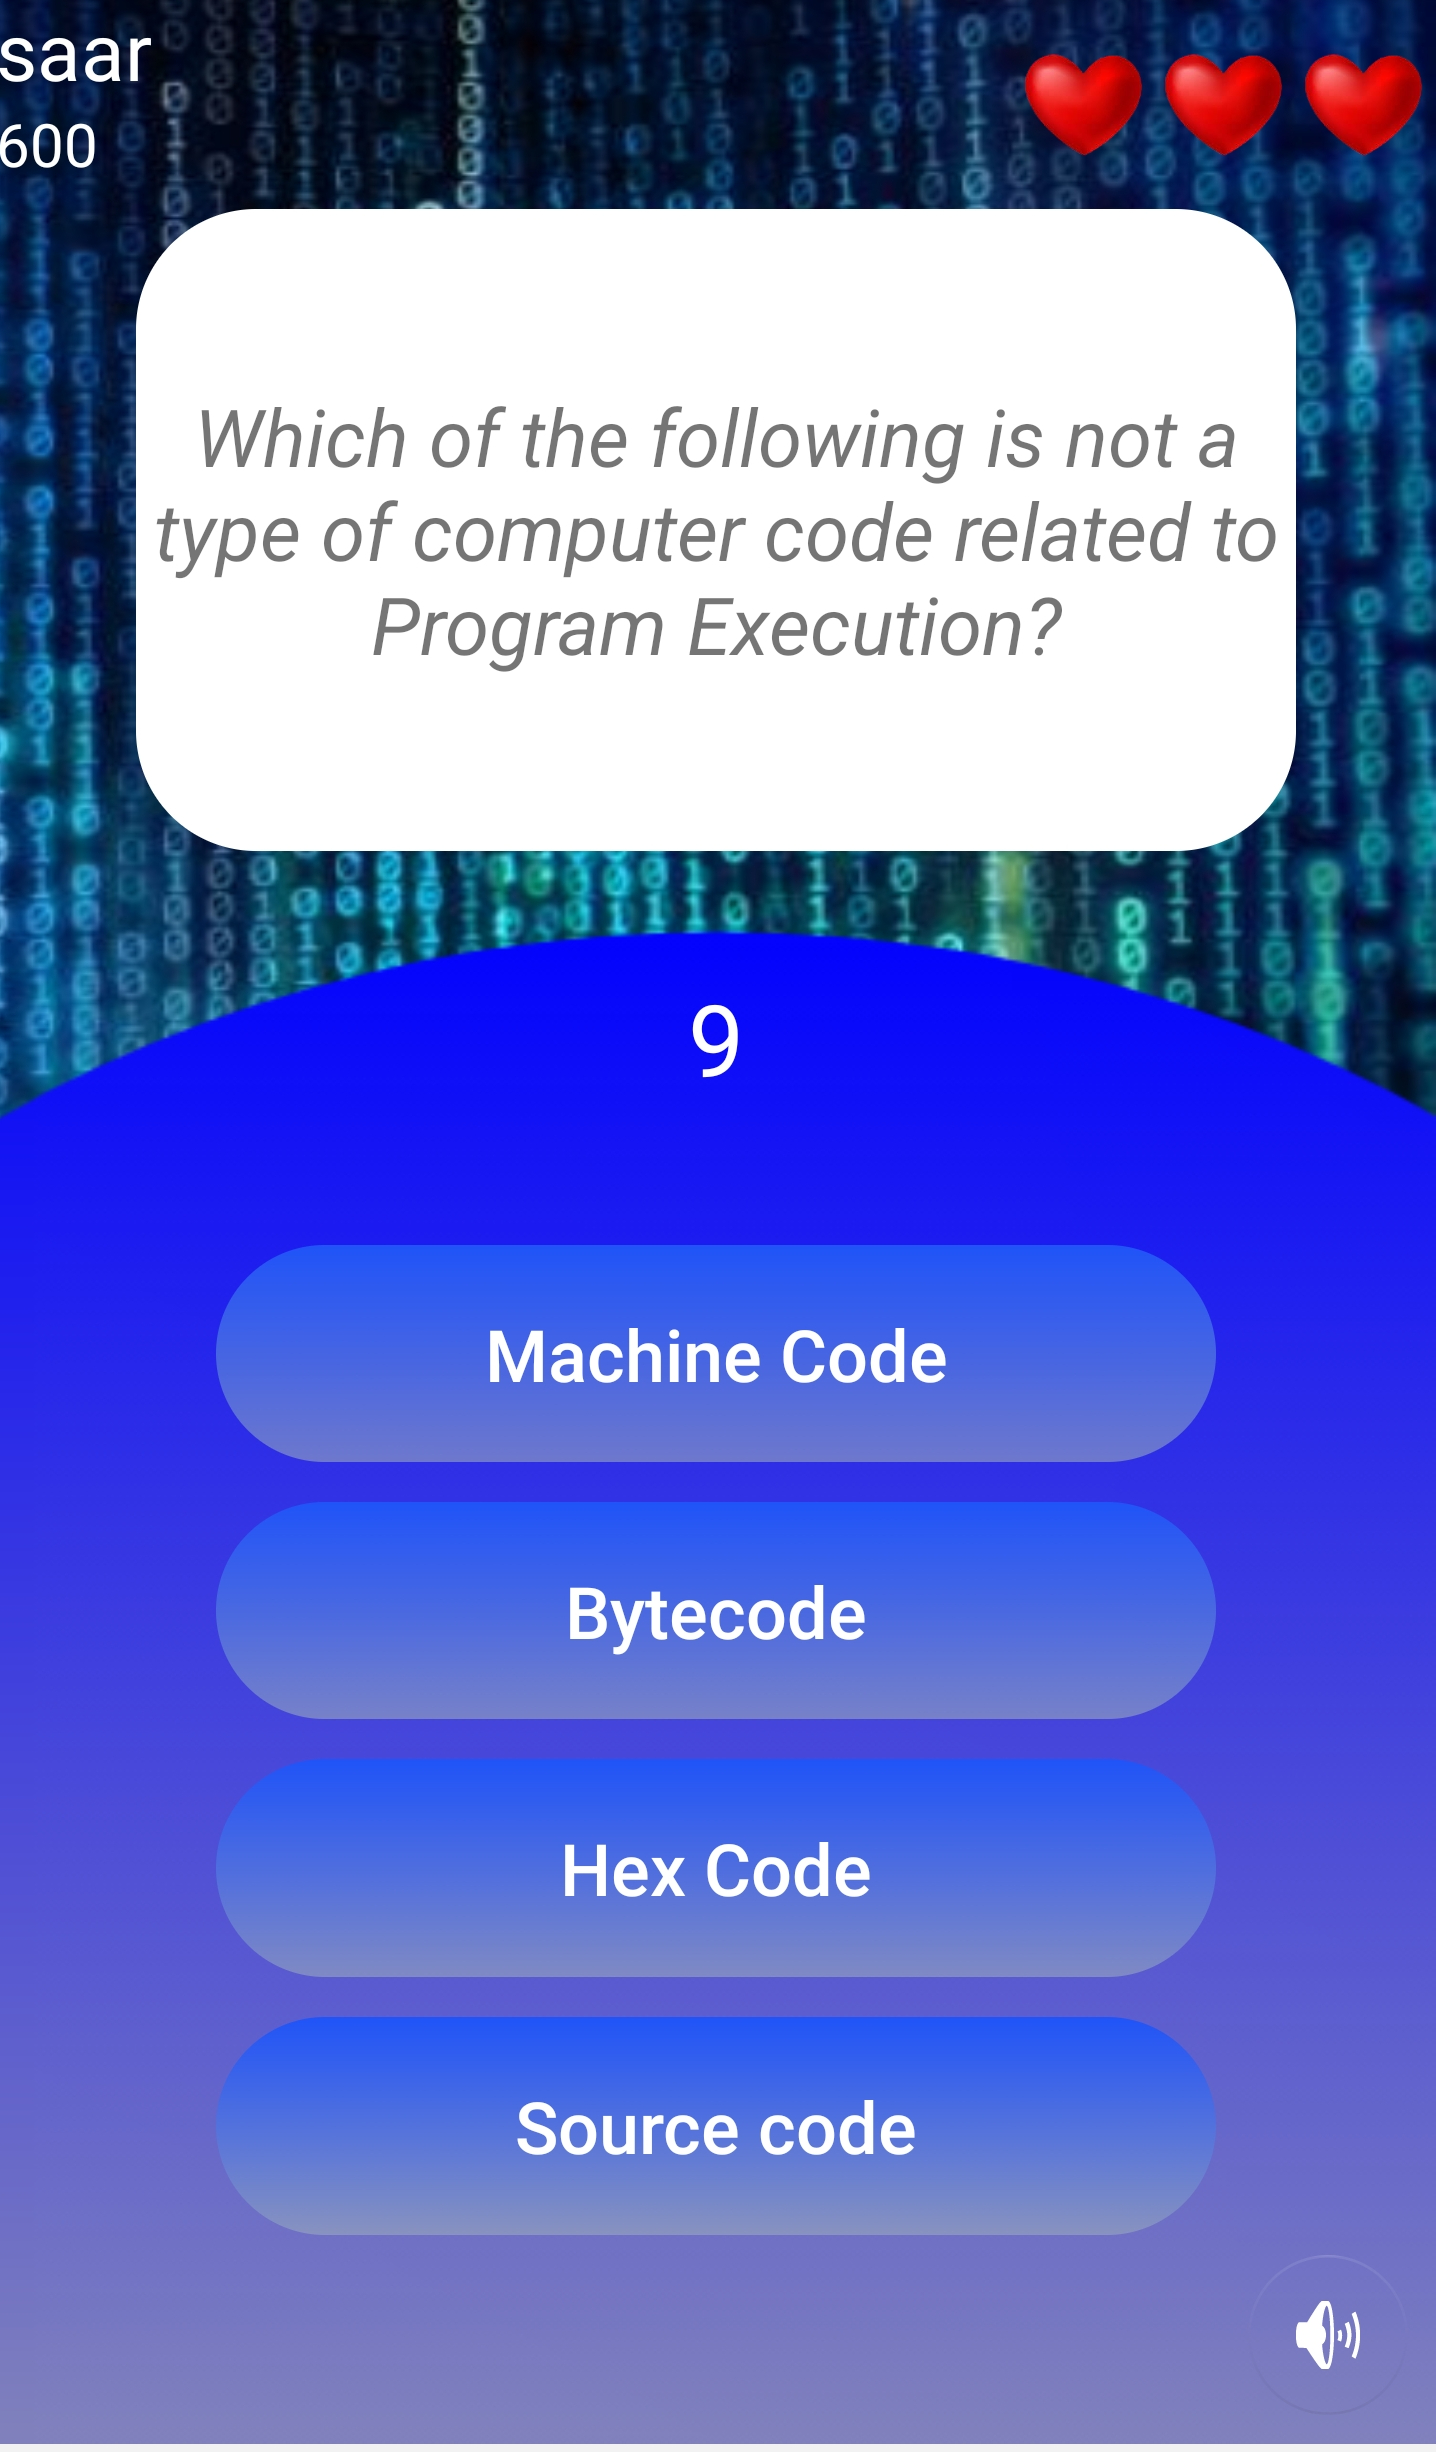 saar
600
Which of the following is not a
type of computer code related to
Program Execution?
9
Machine Code
Bytecode
Hex Code
Source code